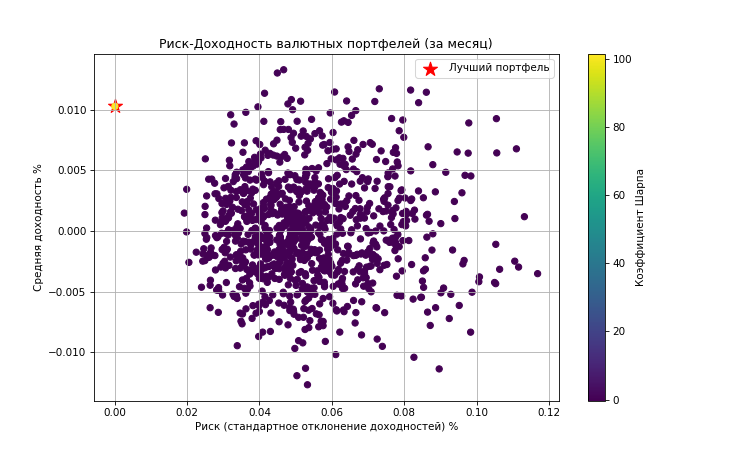 Риск-Доходность валютных портфелей (за месяц)
Лучший портфель
Средняя доходность %
0.010
0.005
0.000
−0.005
−0.010
0.00 0.02 0.04 0.06 0.08 0.10 0.12
Риск (стандартное отклонение доходностей) %
100
80
60
40
20
0
Коэффициент Шарпа